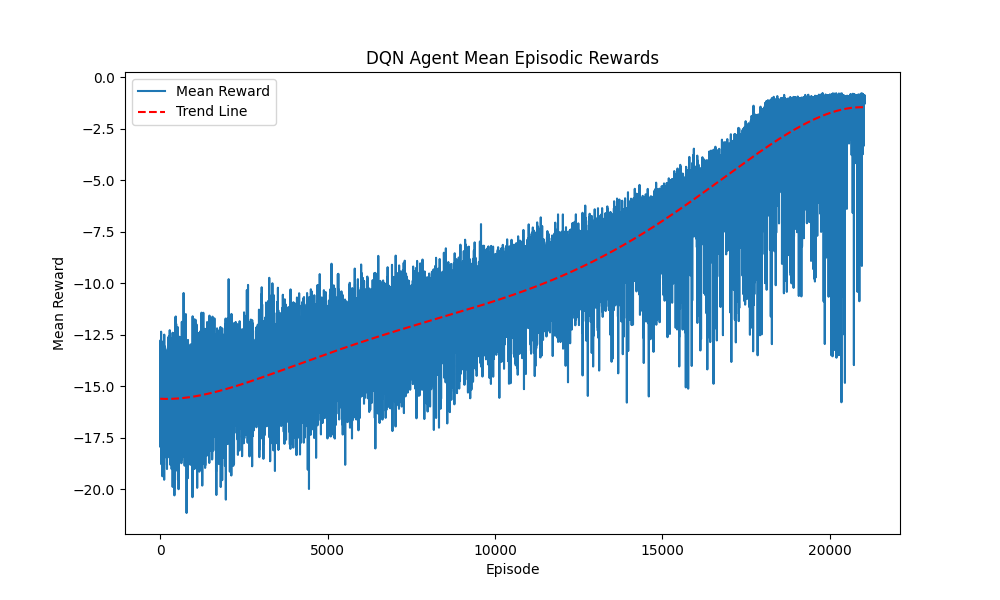 DQN Agent Mean Episodic Rewards
Mean Reward
Trend Line
0.0
−2.5
−5.0
−7.5
−10.0
−12.5
−15.0
−17.5
−20.0
Mean Reward
0 5000 10000 15000 20000
Episode